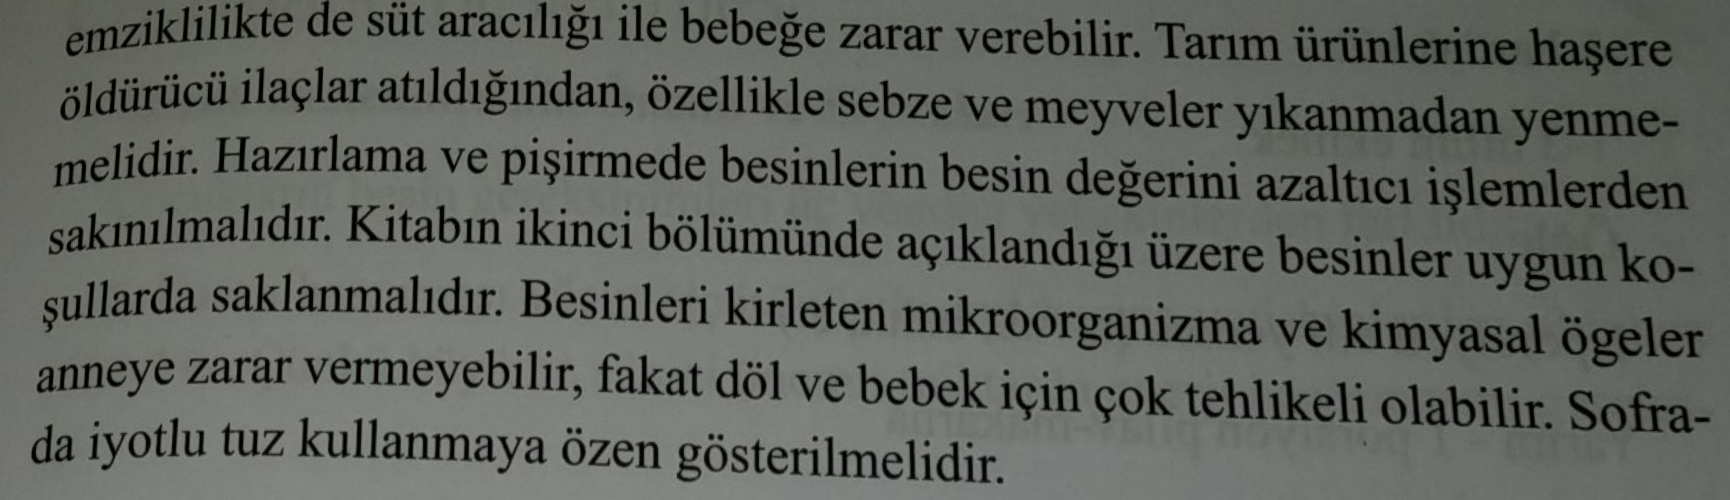 emziklilikte de süt aracılığı ile bebeğe zarar verebilir. Tarım ürünlerine haşere
öldürücü ilaçlar atıldığından, özellikle sebze ve meyveler yıkanmadan yenme-
melidir. Hazırlama ve pişirmede besinlerin besin değerini azaltıcı işlemlerden
sakınılmalıdır. Kitabın ikinci bölümünde açıklandığı üzere besinler uygun ko-
şullarda saklanmalıdır. Besinleri kirleten mikroorganizma ve kimyasal ögeler
anneye zarar vermeyebilir, fakat döl ve bebek için çok tehlikeli olabilir. Sofra-
da iyotlu tuz kullanmaya özen gösterilmelidir.